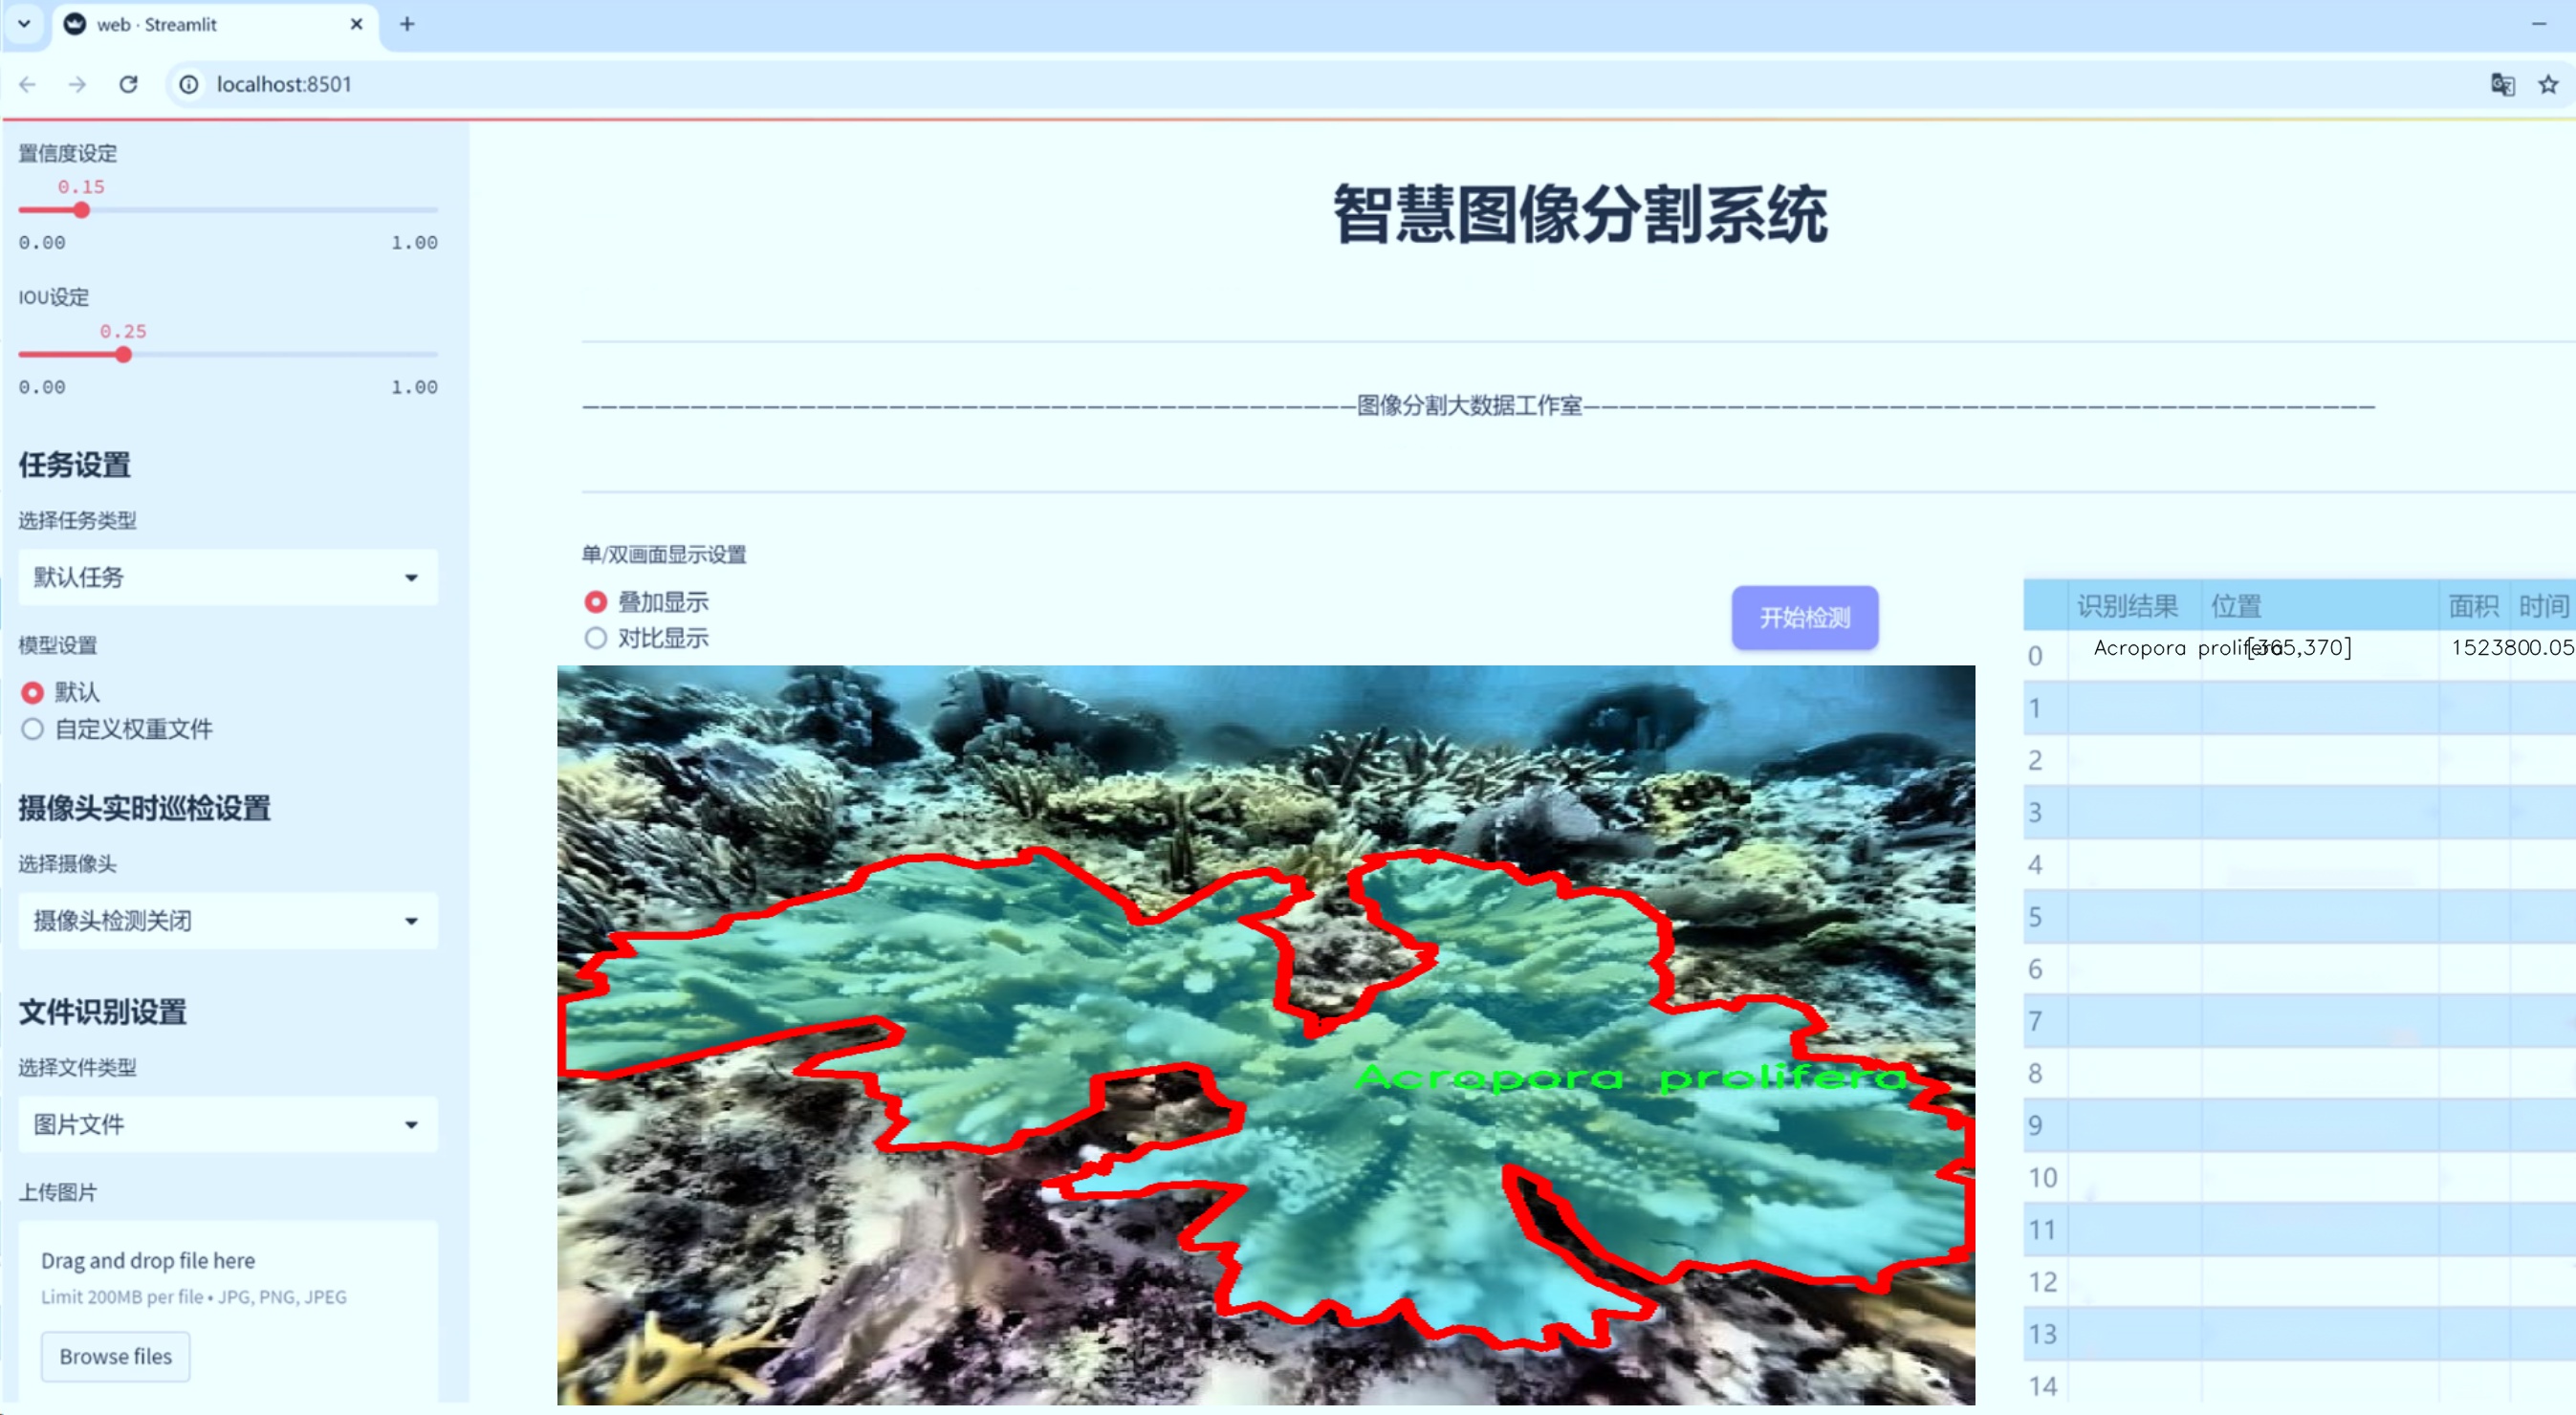 web · Streamlit
localhost:8501
置信度设定
0.15
0.00 1.00
IOU设定
0.25
0.00 1.00
任务设置
选择任务类型
默认任务
模型设置
默认
自定义权重文件
摄像头实时巡检设置
选择摄像头
摄像头检测关闭
文件识别设置
选择文件类型
图片文件
上传图片
Drag and drop file here
Limit 200MB per file • JPG, PNG, JPEG
Browse files
智慧图像分割系统
———————————————————————————————————————————图像分割大数据工作室————————————————————————————————————————————
单/双画面显示设置
叠加显示
对比显示
开始检测
Acropora prolifera
识别结果 位置 面积 时间
0 Acropora prolifera [365,370] 1523800.05
1
2
3
4
5
6
7
8
9
10
11
12
13
14